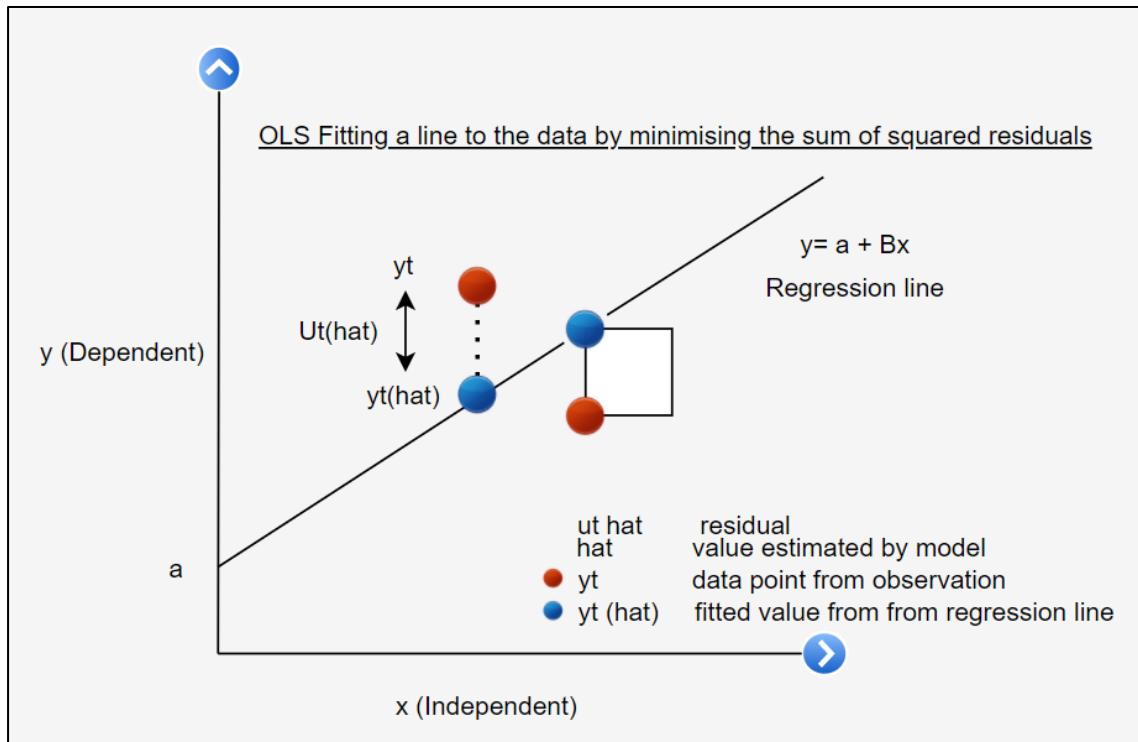 OLS Fitting a line to the data by minimising the sum of squared residuals
y= a + Bx
Regression line
yt
Ut(hat)
yt(hat)
y (Dependent)
a
ut hat residual
hat value estimated by model
yt data point from observation
yt (hat) fitted value from from regression line
x (Independent)